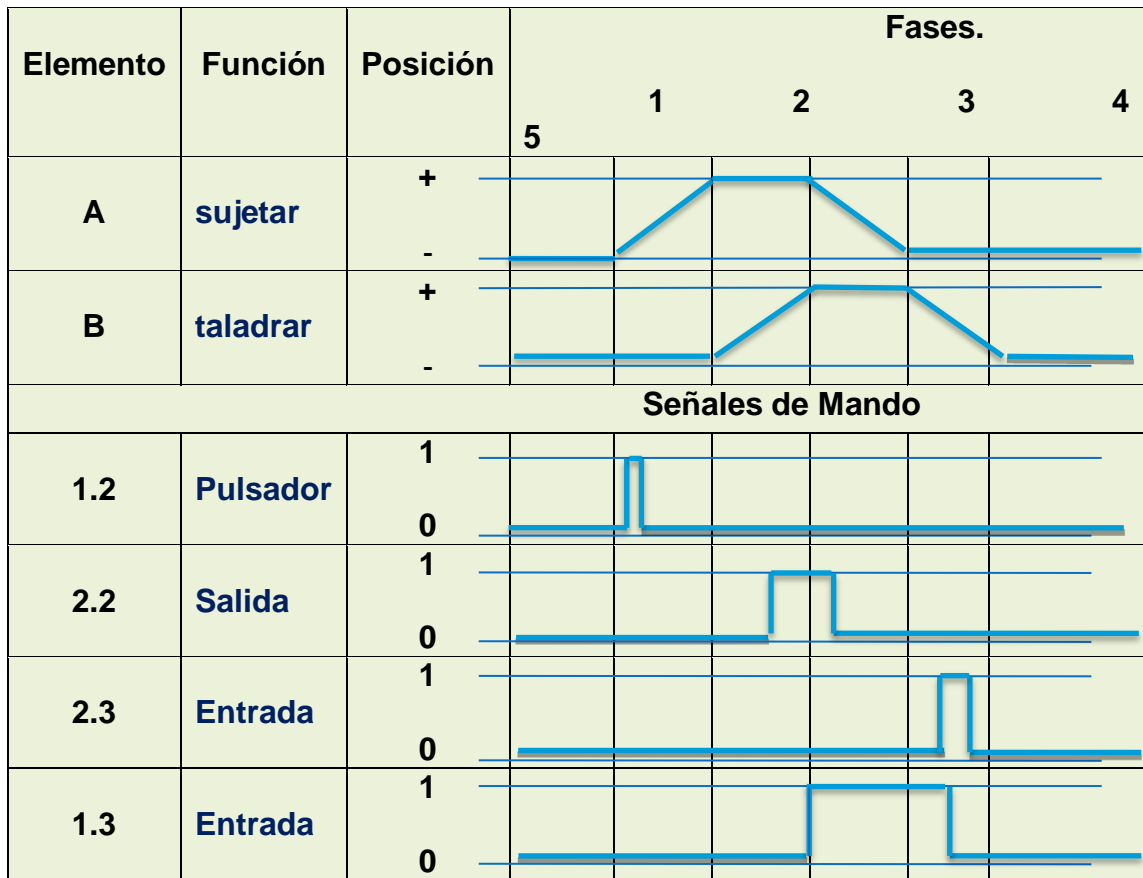 Elemento Función Posición Fases.
1 2 3 4
5
A sujetar +
-
B taladrar +
-
Señales de Mando
1.2 Pulsador 1
0
2.2 Salida 1
0
2.3 Entrada 1
0
1.3 Entrada 1
0